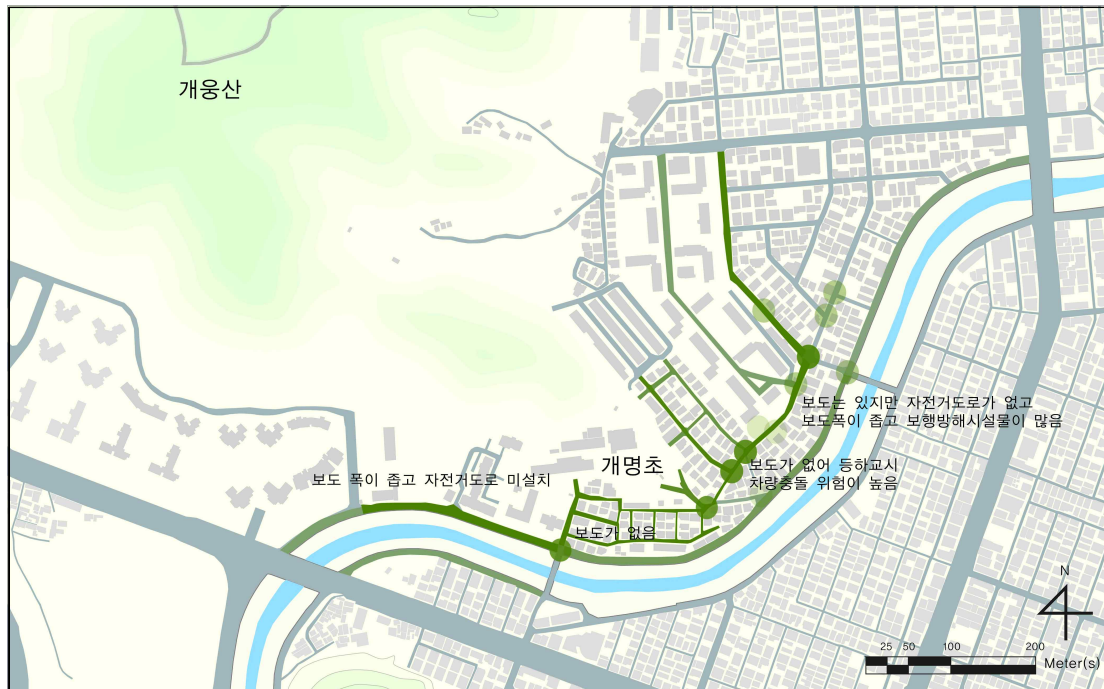 개웅산
보도는 있지만 자전거도로가 없고
보도폭이 좁고 보행방해시설물이 많음
개명초
보도가 없어 등하교시
차량충돌 위험이 높음
보도 폭이 좁고 자전거도로 미설치
보도가 없음
N
25 50 100 200
Meter(s)